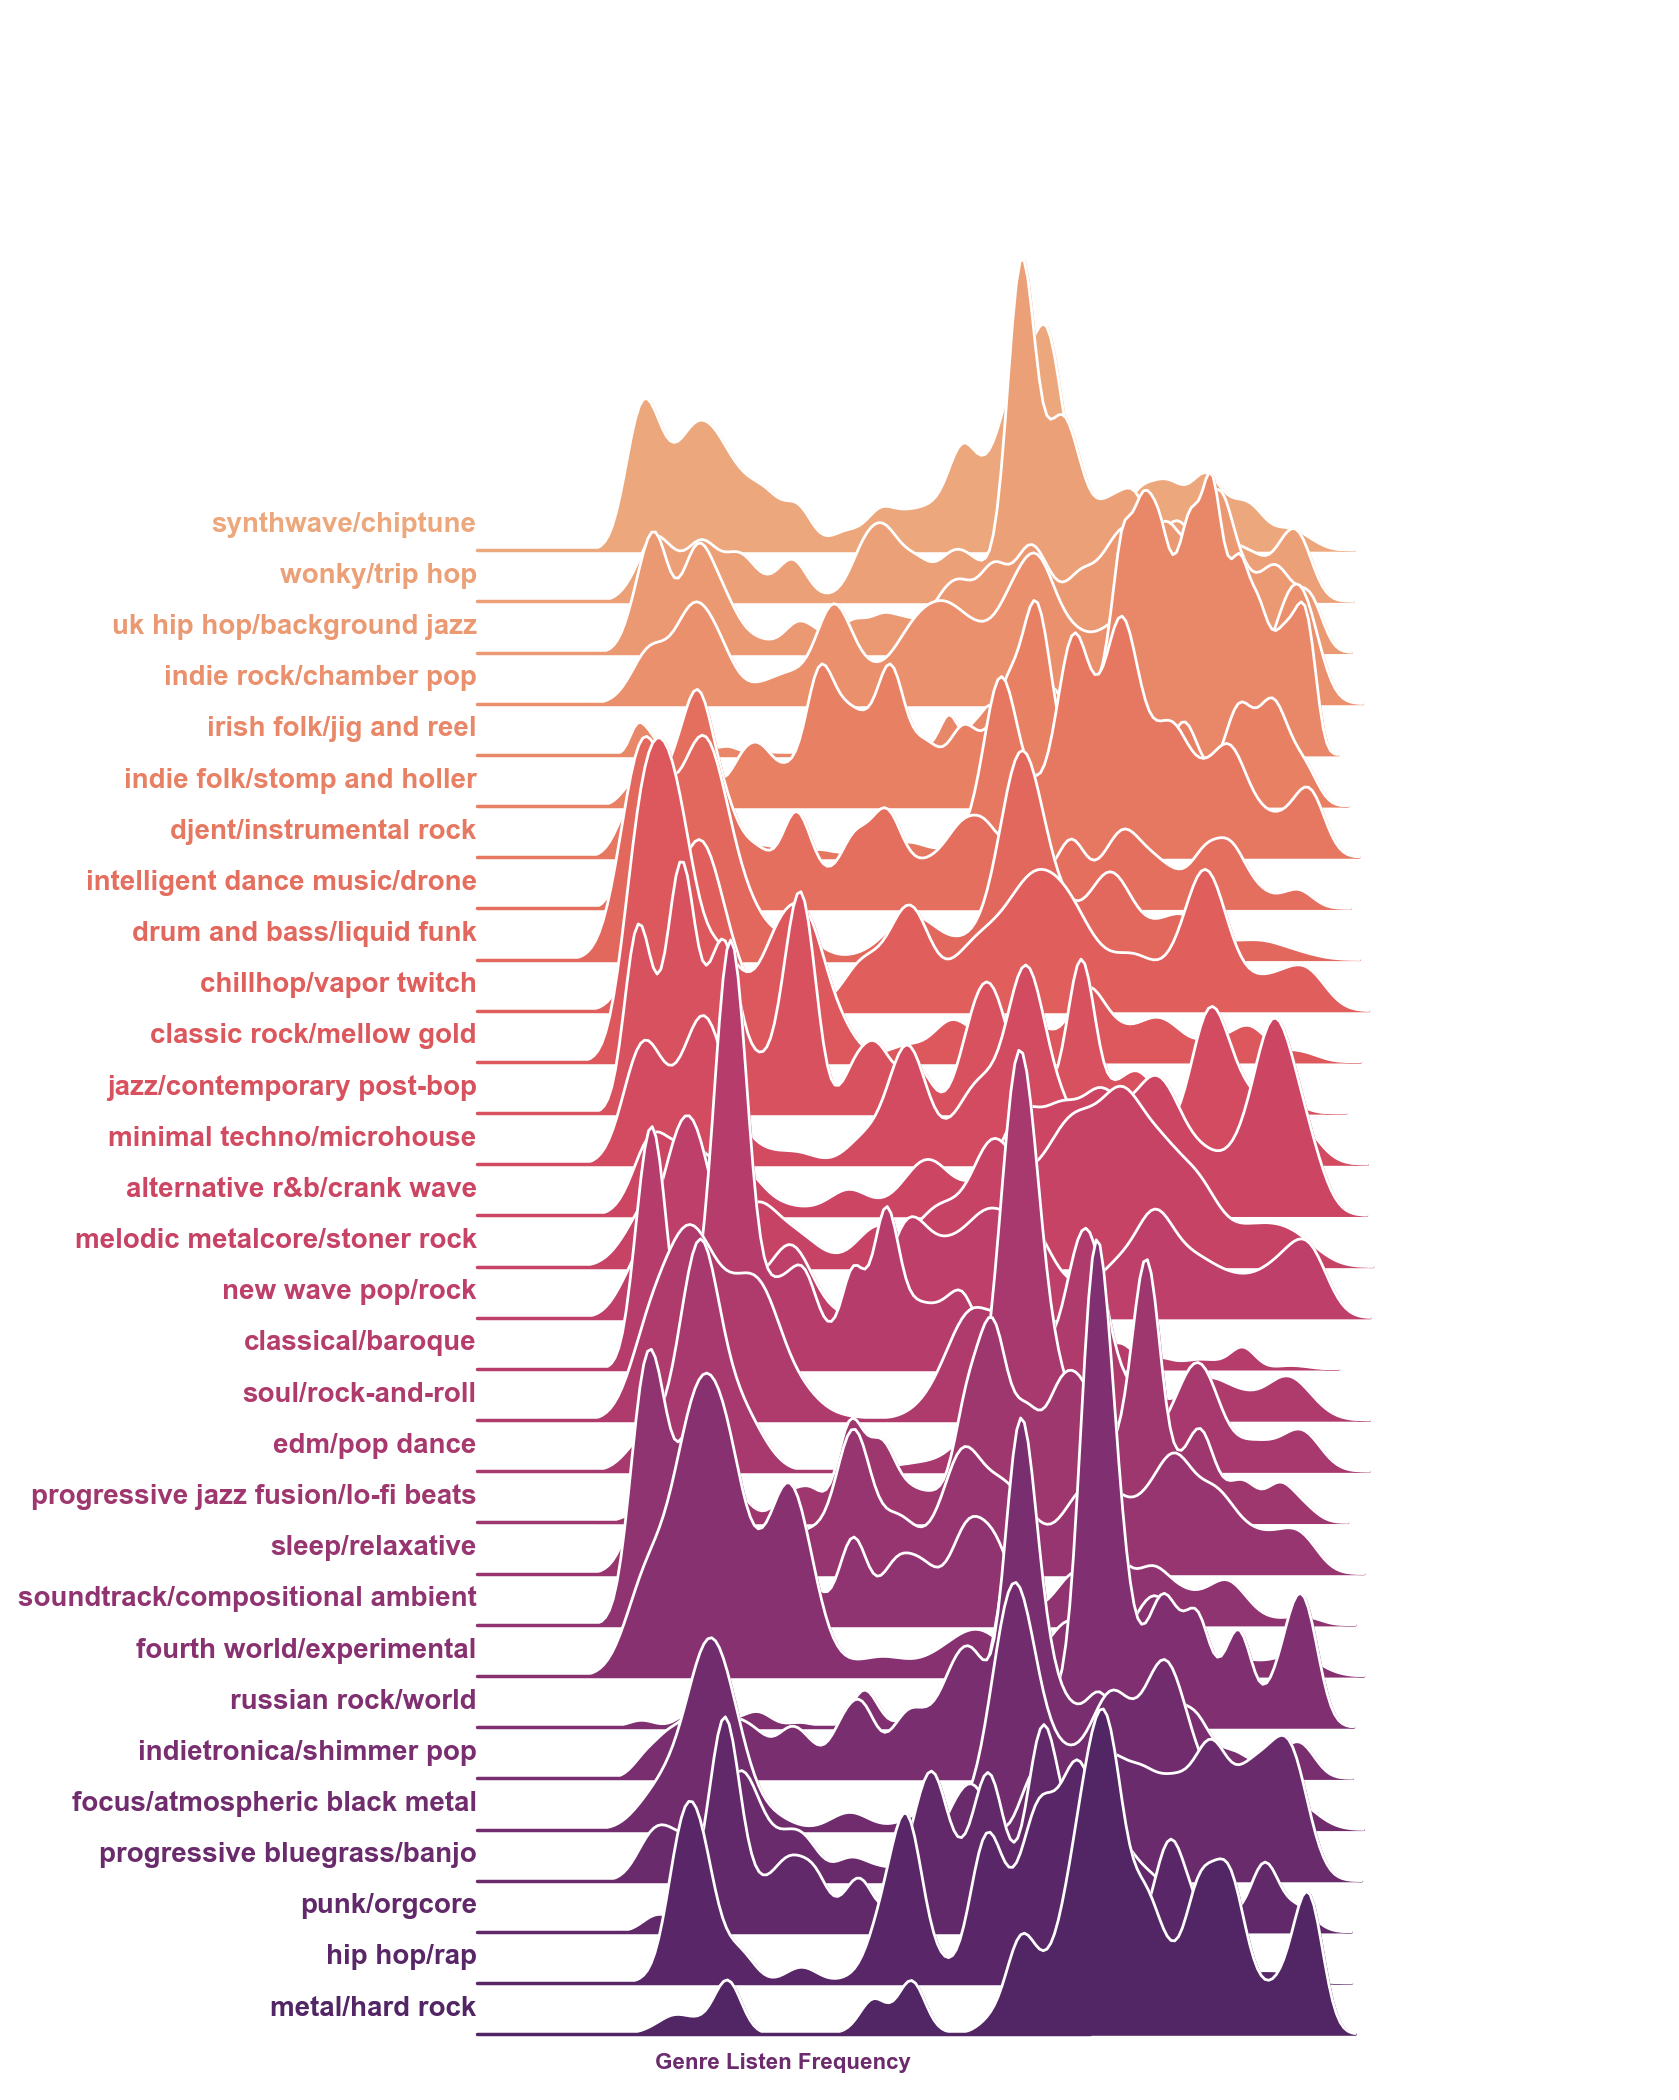 synthwave/chiptune
wonky/trip hop
uk hip hop/background jazz
indie rock/chamber pop
irish folk/jig and reel
indie folk/stomp and holler
djent/instrumental rock
intelligent dance music/drone
drum and bass/liquid funk
chillhop/vapor twitch
classic rock/mellow gold
jazz/contemporary post-bop
minimal techno/microhouse
alternative r&b/crank wave
melodic metalcore/stoner rock
new wave pop/rock
classical/baroque
soul/rock-and-roll
edm/pop dance
progressive jazz fusion/lo-fi beats
sleep/relaxative
soundtrack/compositional ambient
fourth world/experimental
russian rock/world
indietronica/shimmer pop
focus/atmospheric black metal
progressive bluegrass/banjo
punk/orgcore
hip hop/rap
metal/hard rock
Genre Listen Frequency